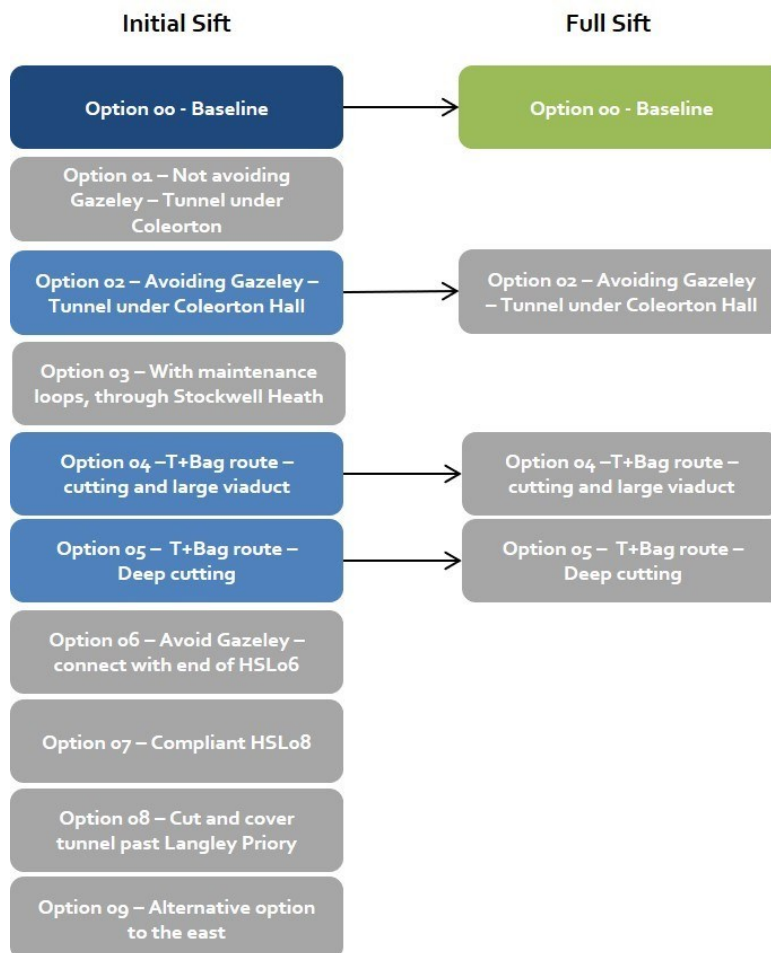 Initial Sift
Full Sift
Option 00 - Baseline
Option 00 - Baseline
Option 01 – Not avoiding
Gazeley – Tunnel under
Coleorton
Option 02 – Avoiding Gazeley –
Tunnel under Coleorton Hall
Option 02 – Avoiding Gazeley
– Tunnel under Coleorton Hall
Option 03 – With maintenance
loops, through Stockwell Heath
Option 04 –T+Bag route –
cutting and large viaduct
Option 04 –T+Bag route –
cutting and large viaduct
Option 05 – T+Bag route –
Deep cutting
Option 05 – T+Bag route –
Deep cutting
Option 06 – Avoid Gazeley –
connect with end of HSL06
Option 07 – Compliant HSL08
Option 08 – Cut and cover
tunnel past Langley Priory
Option 09 – Alternative option
to the east